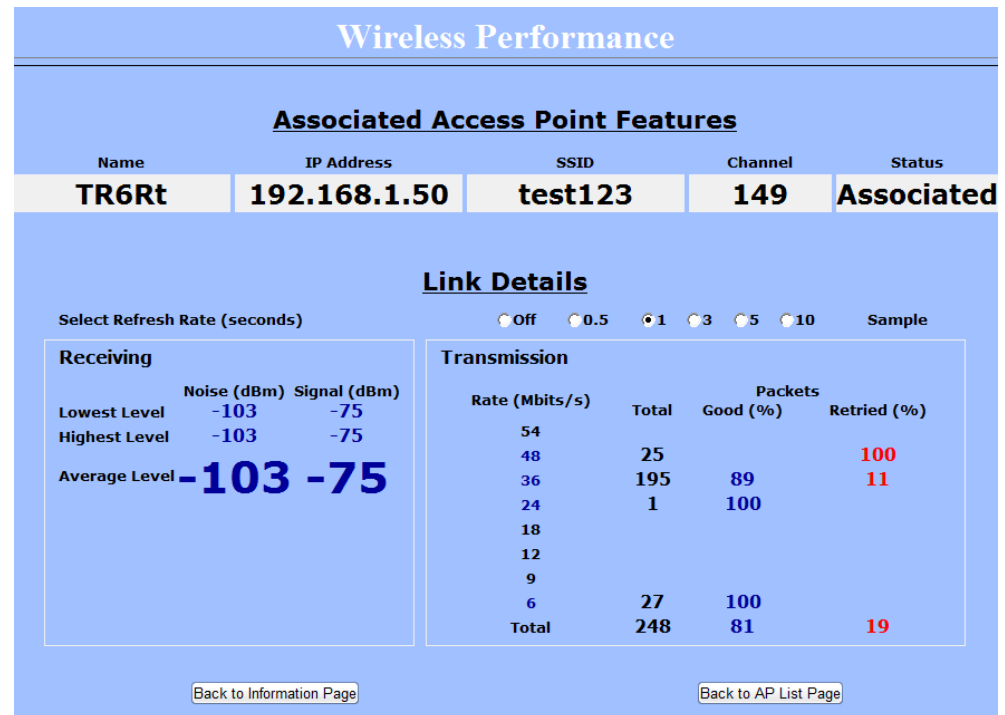 Wireless Performance
Associated Access Point Features
Name IP Address SSID Channel Status
TR6Rt 192.168.1.50 test123 149 Associated
Link Details
Select Refresh Rate (seconds) Off 0.5 1 3 5 10 Sample
Receiving
Noise (dBm) Signal (dBm)
Lowest Level -103 -75
Highest Level -103 -75
Average Level -103 -75
Transmission
Packets
Rate (Mbits/s) Total Good (%) Retried (%)
54
48 25 100
36 195 89 11
24 1 100
18
12
9
6 27 100
Total 248 81 19
Back to Information Page Back to AP List Page